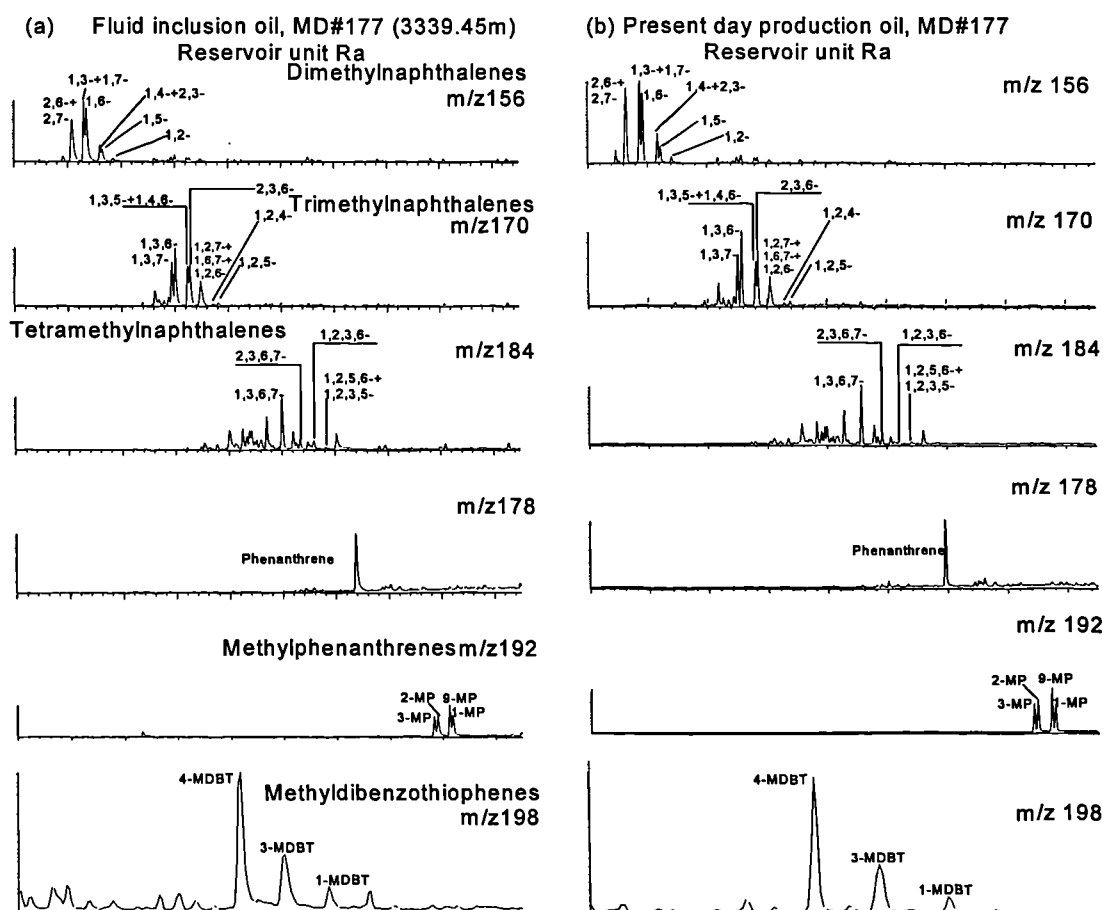 (a) Fluid inclusion oil, MD#177 (3339.45m)
Reservoir unit Ra
Dimethylnaphthalenes
m/z156
1,3-+1,7-
2,6-+
2,7-
1,6-
1,4-+2,3-
1,5-
1,2-
Trimethylnaphthalenes
m/z170
1,3,5-+1,4,6-
2,3,6-
1,2,4-
1,3,6-
1,3,7-
1,2,7-+
1,6,7-+
1,2,6-
1,2,5-
Tetramethylnaphthalenes
m/z184
2,3,6,7-
1,2,3,6-
1,3,6,7-
1,2,5,6-+
1,2,3,5-
m/z178
Phenanthrene
Methylphenanthrenes m/z192
2-MP 9-MP
3-MP 1-MP
4-MDBT
Methyldibenzothiophenes
m/z198
3-MDBT
1-MDBT
(b) Present day production oil, MD#177
Reservoir unit Ra
m/z 156
1,3-+1,7-
2,6-+
2,7-
1,6-
1,4-+2,3-
1,5-
1,2-
m/z 170
1,3,5-+1,4,6-
2,3,6-
1,2,4-
1,3,6-
1,3,7-
1,2,7-+
1,6,7-+
1,2,6-
1,2,5-
m/z 184
2,3,6,7-
1,2,3,6-
1,3,6,7-
1,2,5,6-+
1,2,3,5-
m/z 178
Phenanthrene
m/z 192
2-MP 9-MP
3-MP 1-MP
4-MDBT
m/z 198
3-MDBT
1-MDBT